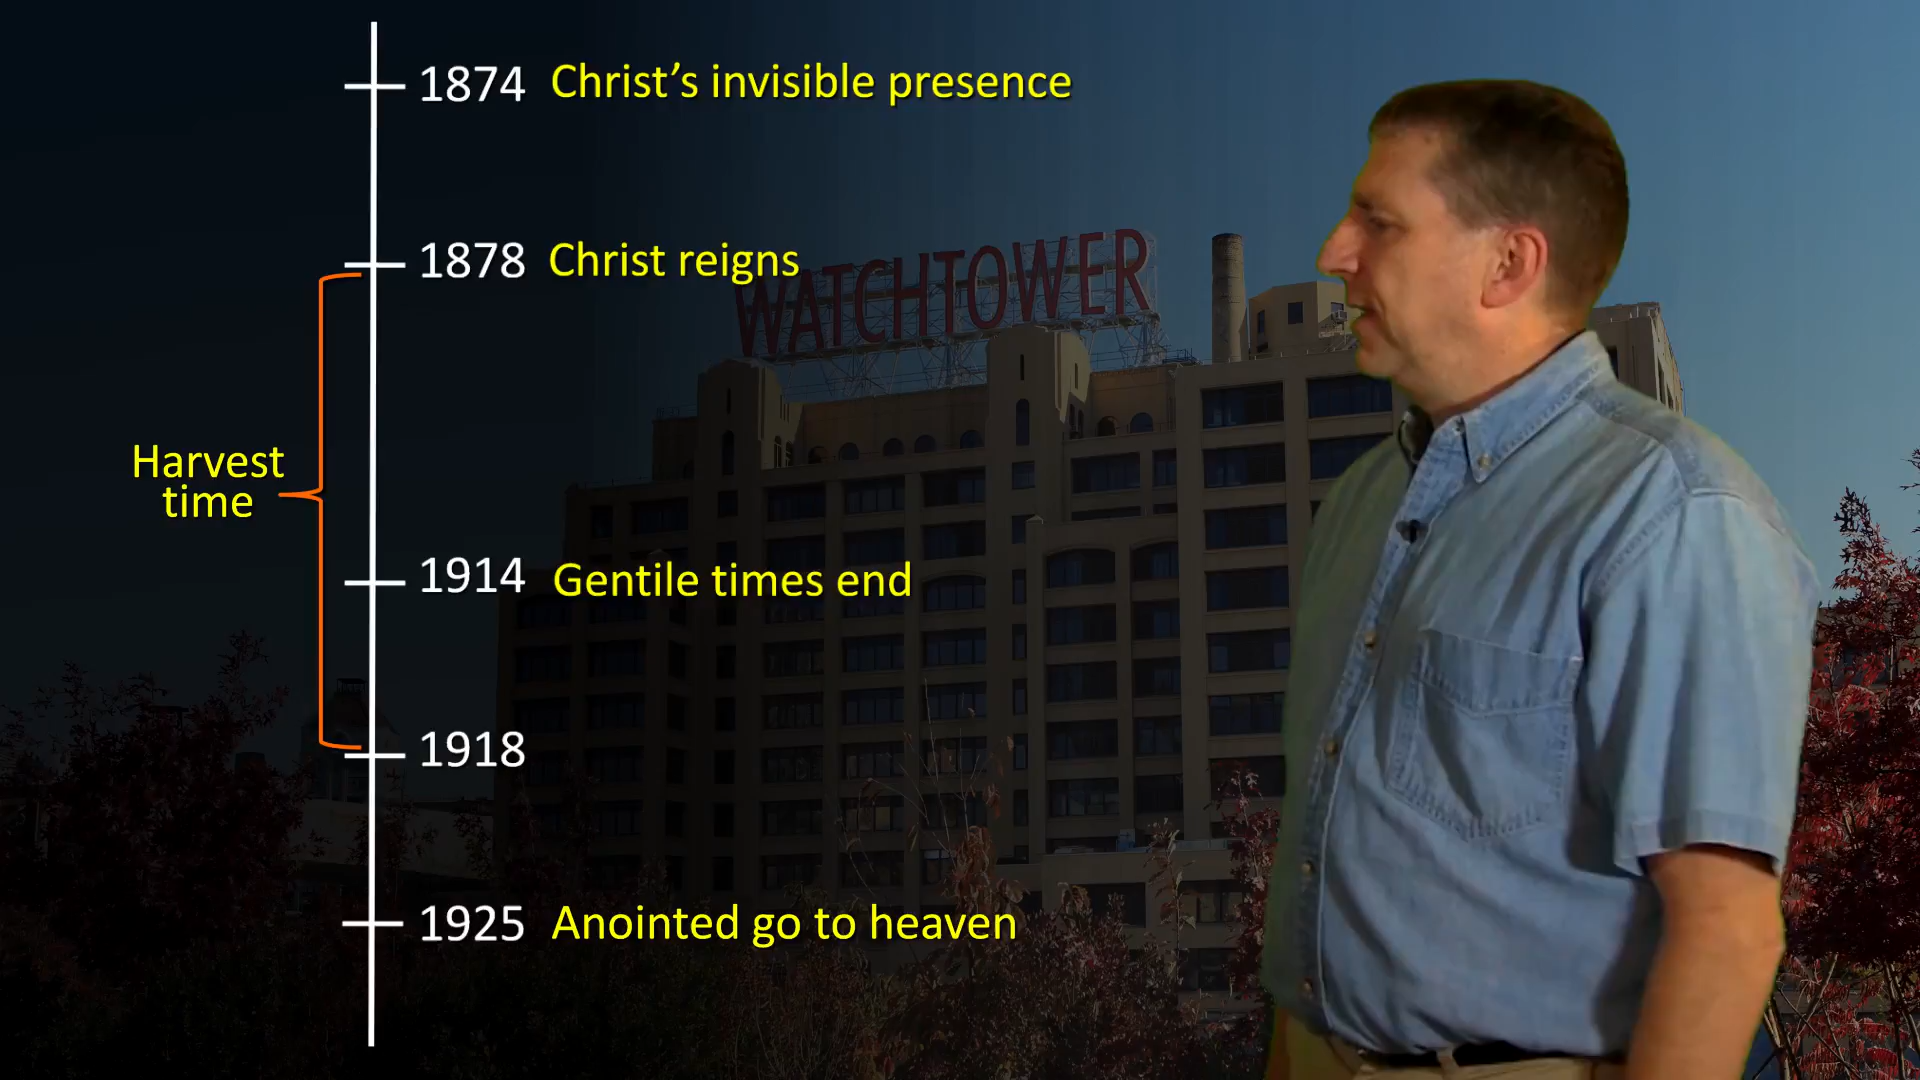 1874 Christ's invisible presence
1878 Christ reigns
WATCHTOWER
Harvest
time
1914 Gentile times end
1918
1925 Anointed go to heaven